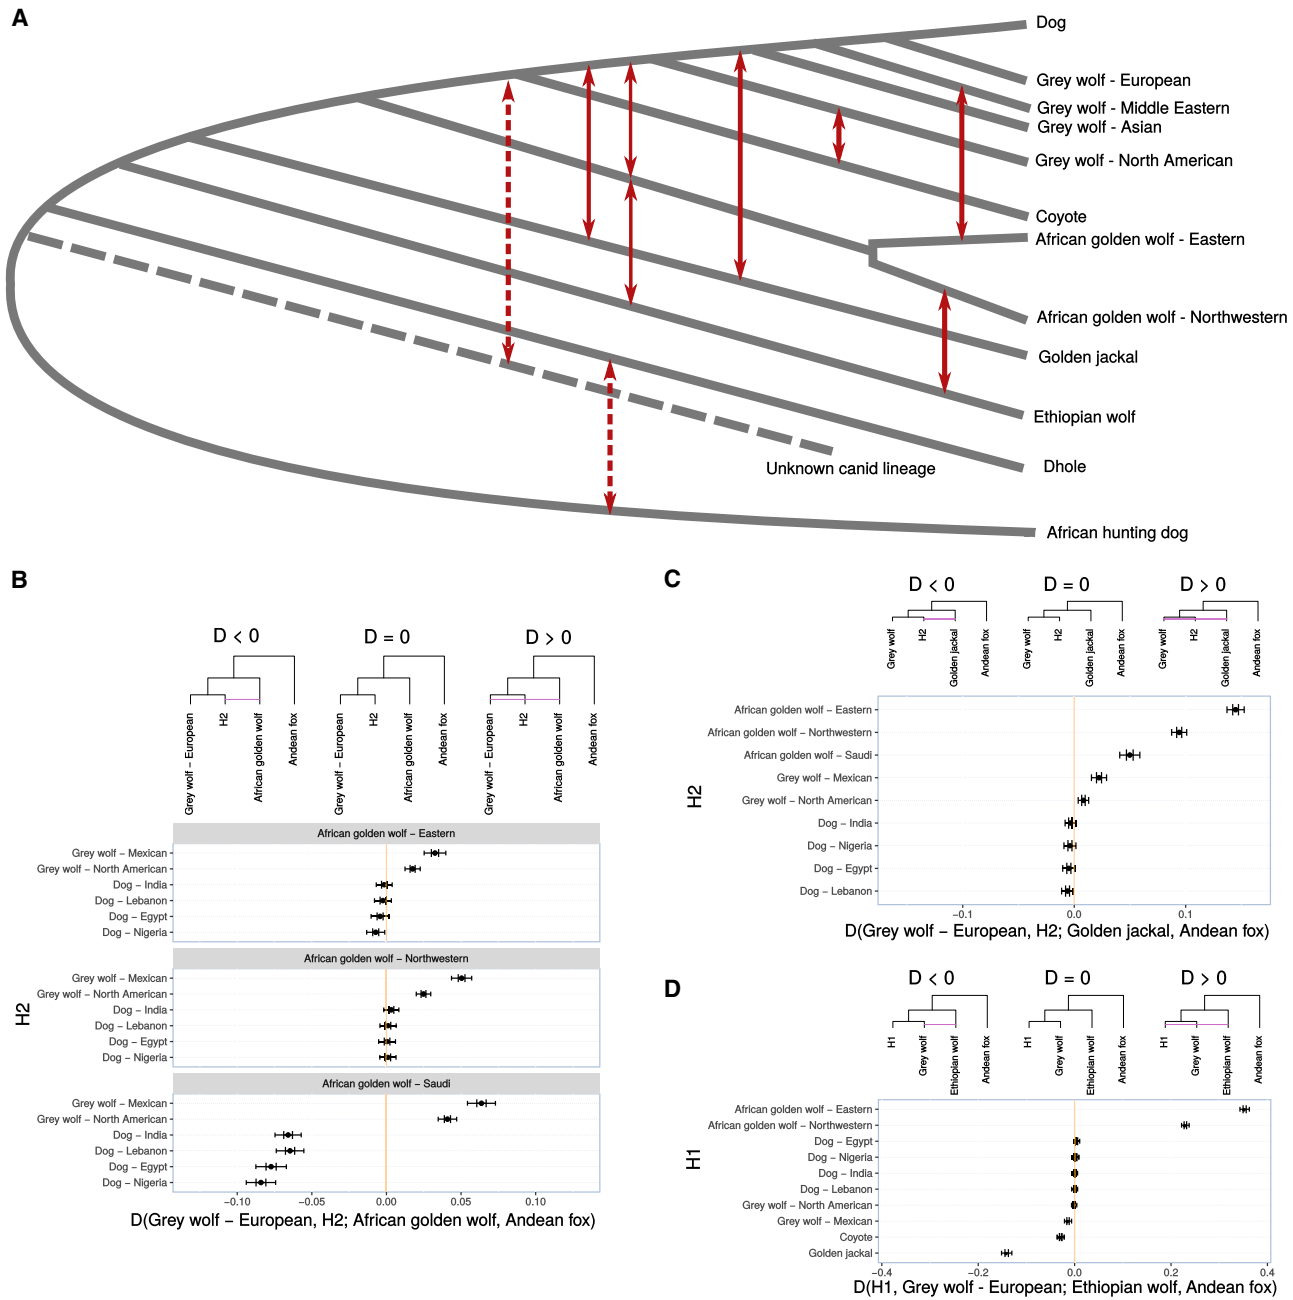 A
Dog
Grey wolf - European
Grey wolf - Middle Eastern
Grey wolf - Asian
Grey wolf - North American
Coyote
African golden wolf - Eastern
African golden wolf - Northwestern
Golden jackal
Ethiopian wolf
Dhole
Unknown canid lineage
African hunting dog
B
D < 0
D = 0
D > 0
Grey wolf – European
H2
African golden wolf
Andean fox
Grey wolf – European
H2
African golden wolf
Andean fox
Grey wolf – European
H2
African golden wolf
Andean fox
H2
African golden wolf – Eastern
Grey wolf – Mexican
Grey wolf – North American
Dog – India
Dog – Lebanon
Dog – Egypt
Dog – Nigeria
African golden wolf – Northwestern
Grey wolf – Mexican
Grey wolf – North American
Dog – India
Dog – Lebanon
Dog – Egypt
Dog – Nigeria
African golden wolf – Saudi
Grey wolf – Mexican
Grey wolf – North American
Dog – India
Dog – Lebanon
Dog – Egypt
Dog – Nigeria
−0.10 −0.05 0.00 0.05 0.10
D(Grey wolf – European, H2; African golden wolf, Andean fox)
C
D < 0
D = 0
D > 0
Grey wolf
H2
Golden jackal
Andean fox
Grey wolf
H2
Golden jackal
Andean fox
Grey wolf
H2
Golden jackal
Andean fox
H2
African golden wolf – Eastern
African golden wolf – Northwestern
African golden wolf – Saudi
Grey wolf – Mexican
Grey wolf – North American
Dog – India
Dog – Nigeria
Dog – Egypt
Dog – Lebanon
−0.1 0.0 0.1
D(Grey wolf – European, H2; Golden jackal, Andean fox)
D
D < 0
D = 0
D > 0
H1
Grey wolf
Ethiopian wolf
Andean fox
H1
Grey wolf
Ethiopian wolf
Andean fox
H1
Grey wolf
Ethiopian wolf
Andean fox
H1
African golden wolf – Eastern
African golden wolf – Northwestern
Dog – Egypt
Dog – Nigeria
Dog – India
Dog – Lebanon
Grey wolf – North American
Grey wolf – Mexican
Coyote
Golden jackal
−0.4 −0.2 0.0 0.2 0.4
D(H1, Grey wolf - European; Ethiopian wolf, Andean fox)